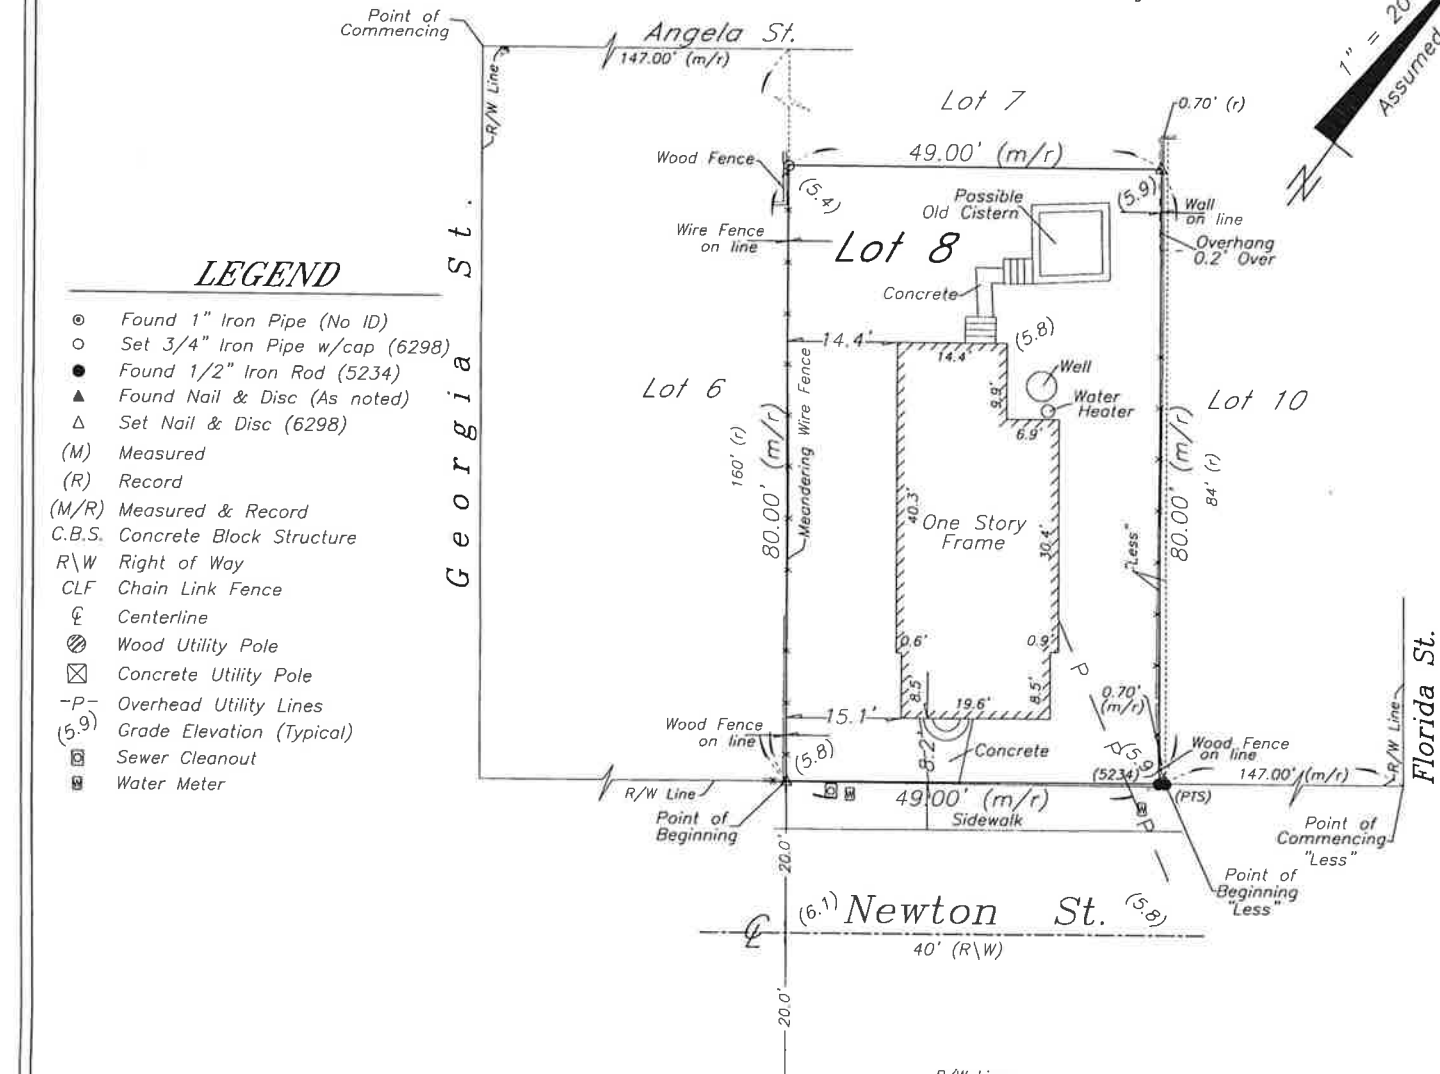 Point of
Commencing
Angela St.
147.00' (m/r)
R/W Line
Lot 7
0.70' (r)
1" = 20
Assumed
N
49.00' (m/r)
Wood Fence
(5.4)
(5.9)
Possible
Old Cistern
Wall
on line
Wire Fence
on line
Lot 8
Overhang
0.2' Over
Concrete
LEGEND
Found 1" Iron Pipe (No ID)
Set 3/4" Iron Pipe w/cap (6298)
Found 1/2" Iron Rod (5234)
Found Nail & Disc (As noted)
Set Nail & Disc (6298)
(M) Measured
(R) Record
(M/R) Measured & Record
C.B.S. Concrete Block Structure
R\W Right of Way
CLF Chain Link Fence
℄ Centerline
Wood Utility Pole
Concrete Utility Pole
-P- Overhead Utility Lines
(5.9) Grade Elevation (Typical)
Sewer Cleanout
W Water Meter
Georgia St.
14.4'
14.4'
(5.8)
9.9'
Well
Water
Heater
6.9'
Lot 6
160' (r)
80.00' (m/r)
Meandering Wire Fence
Lot 10
80.00' (m/r)
84' (r)
40.3'
One Story
Frame
30.4'
"Less"
0.6'
0.9'
8.5'
19.6'
8.5'
P
0.70'
(m/r)
Wood Fence
on line
15.1'
(5.8)
8.2'
Concrete
P
(5.9
Wood Fence
on line
(5234)
(PTS)
147.00' (m/r)
R/W Line
Florida St.
R/W Line
49.00' (m/r)
W
W
P
Sidewalk
Point of
Beginning
Point of
Commencing
"Less"
Point of
Beginning
"Less"
20.0'
(6.1)
Newton St.
(5.8)
℄
40' (R\W)
20.0'